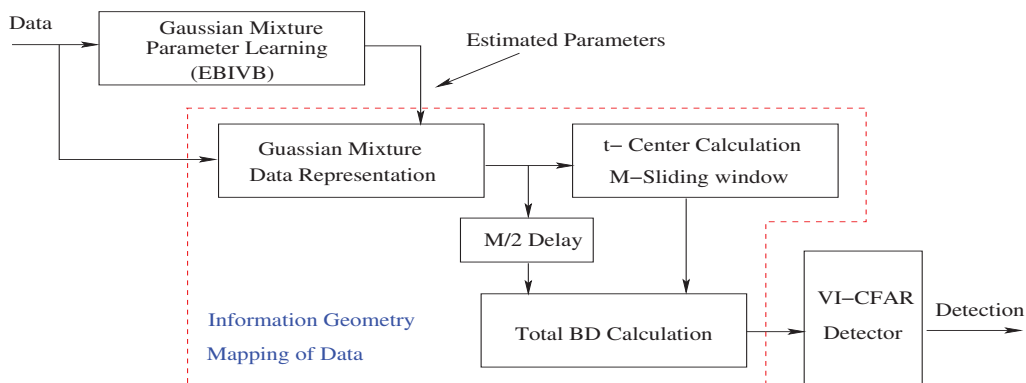 Data
Gaussian Mixture
Parameter Learning
(EBIVB)
Estimated Parameters
Guassian Mixture
Data Representation
t− Center Calculation
M−Sliding window
M/2 Delay
Total BD Calculation
VI−CFAR
Detector
Detection
Information Geometry
Mapping of Data